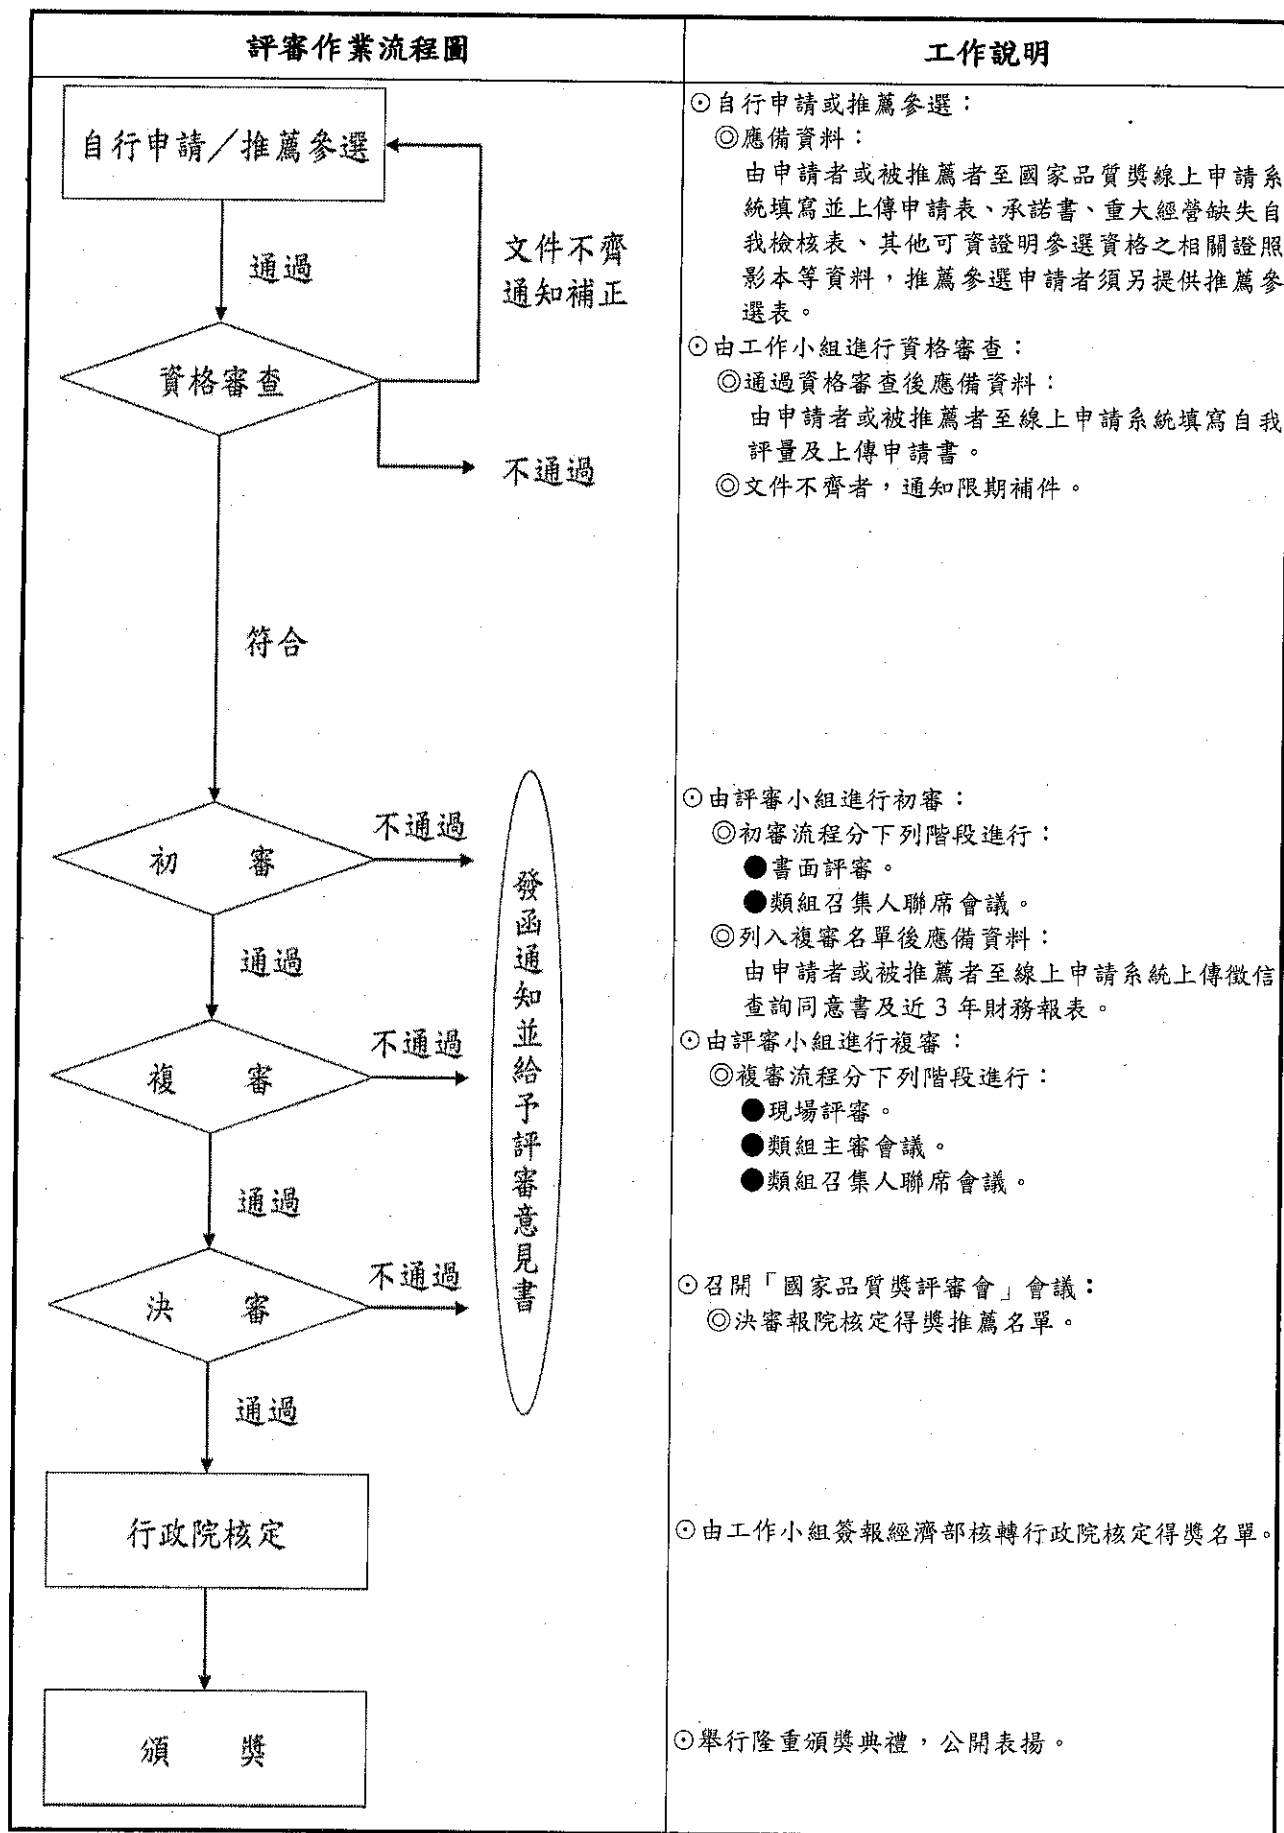 評審作業流程圖
工作說明
自行申請／推薦參選
通過
文件不齊
通知補正
資格審查
不通過
符合
初 審
不通過
通過
複 審
不通過
通過
決 審
不通過
通過
發函通知並給予評審意見書
行政院核定
頒 獎
⊙自行申請或推薦參選：
◎應備資料：
由申請者或被推薦者至國家品質獎線上申請系
統填寫並上傳申請表、承諾書、重大經營缺失自
我檢核表、其他可資證明參選資格之相關證照
影本等資料，推薦參選申請者須另提供推薦參
選表。
⊙由工作小組進行資格審查：
◎通過資格審查後應備資料：
由申請者或被推薦者至線上申請系統填寫自我
評量及上傳申請書。
◎文件不齊者，通知限期補件。
⊙由評審小組進行初審：
◎初審流程分下列階段進行：
●書面評審。
●類組召集人聯席會議。
◎列入複審名單後應備資料：
由申請者或被推薦者至線上申請系統上傳徵信
查詢同意書及近3年財務報表。
⊙由評審小組進行複審：
◎複審流程分下列階段進行：
●現場評審。
●類組主審會議。
●類組召集人聯席會議。
⊙召開「國家品質獎評審會」會議：
◎決審報院核定得獎推薦名單。
⊙由工作小組簽報經濟部核轉行政院核定得獎名單。
⊙舉行隆重頒獎典禮，公開表揚。